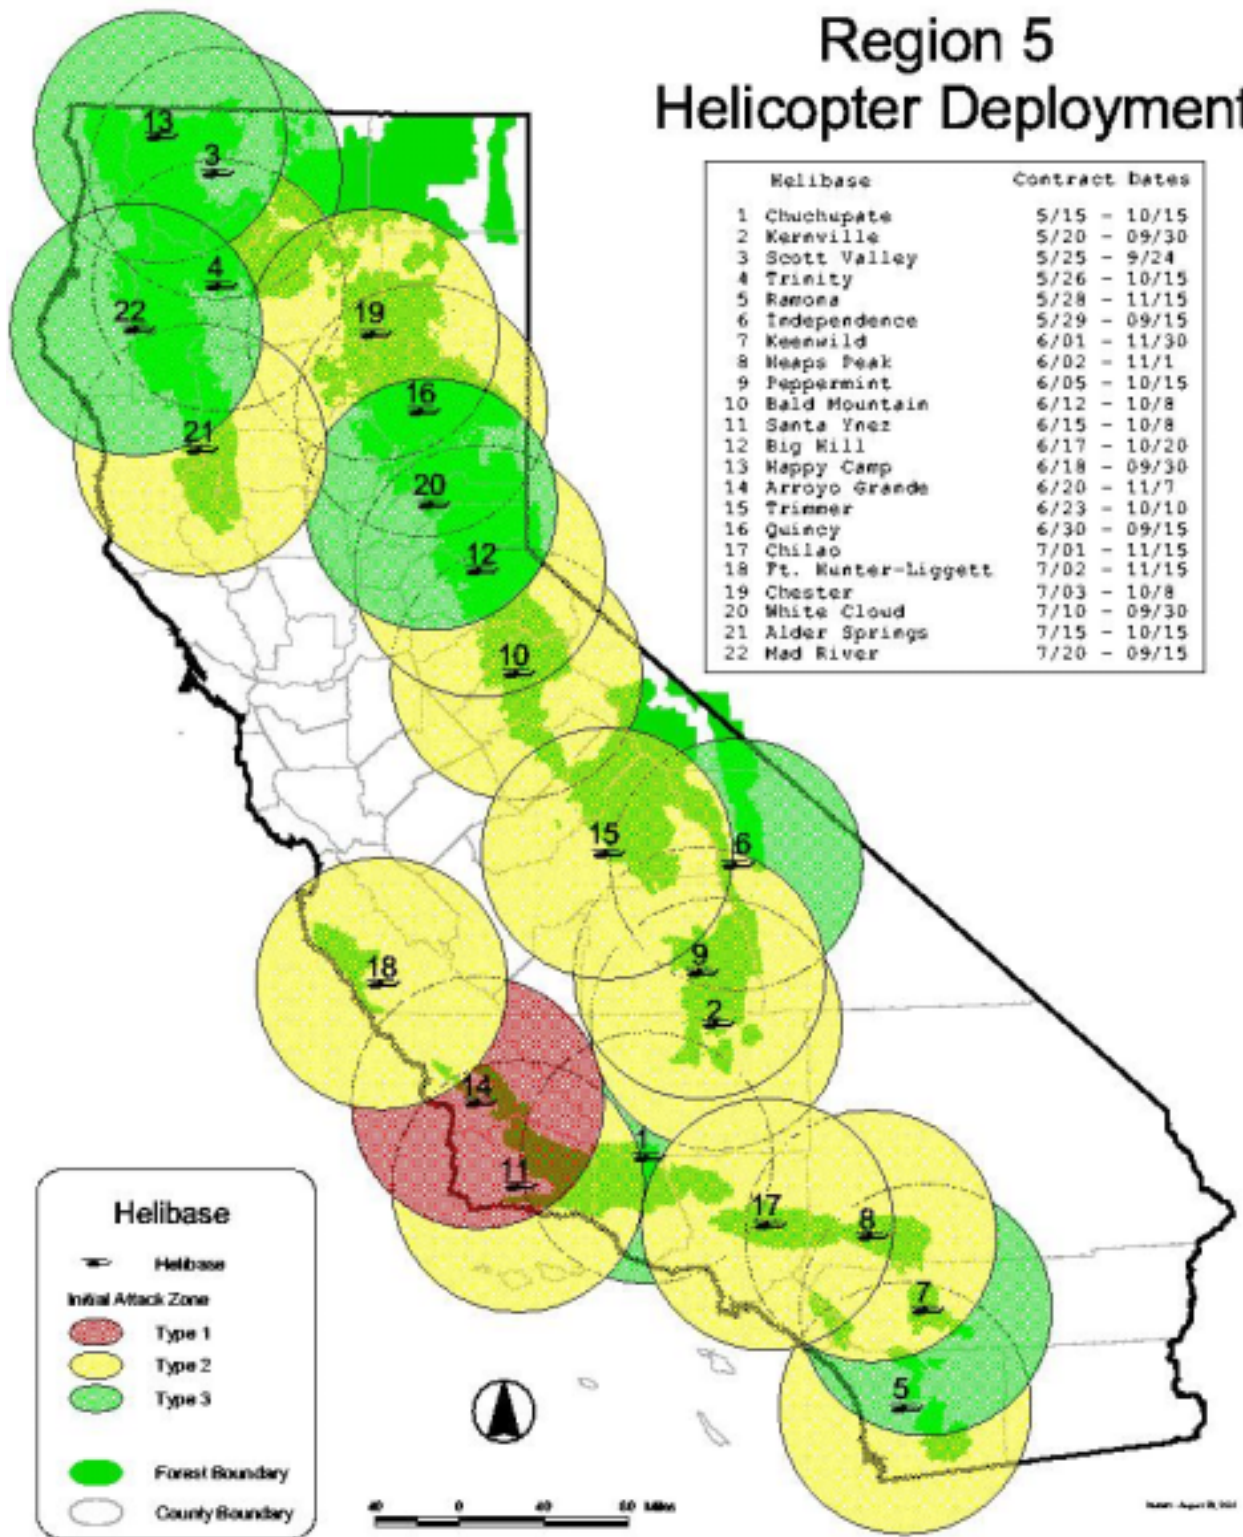 Region 5
Helicopter Deployment
Helibase Contract Dates
1 Chuchupate 5/15 - 10/15
2 Kernville 5/20 - 09/30
3 Scott Valley 5/25 - 9/24
4 Trinity 5/26 - 10/15
5 Ramona 5/28 - 11/15
6 Independence 5/29 - 09/15
7 Keenwild 6/01 - 11/30
8 Heaps Peak 6/02 - 11/1
9 Peppermint 6/05 - 10/15
10 Bald Mountain 6/12 - 10/8
11 Santa Ynez 6/15 - 10/8
12 Big Hill 6/17 - 10/20
13 Happy Camp 6/18 - 09/30
14 Arroyo Grande 6/20 - 11/7
15 Trimmer 6/23 - 10/10
16 Quincy 6/30 - 09/15
17 Chilao 7/01 - 11/15
18 Ft. Hunter-Liggett 7/02 - 11/15
19 Chester 7/03 - 10/8
20 White Cloud 7/10 - 09/30
21 Alder Springs 7/15 - 10/15
22 Mad River 7/20 - 09/15
13
3
4
22
19
16
21
20
12
10
15
6
18
9
2
14
1
11
17
8
7
5
Helibase
Helibase
Initial Attack Zone
Type 1
Type 2
Type 3
Forest Boundary
County Boundary
40 0 40 80 Miles